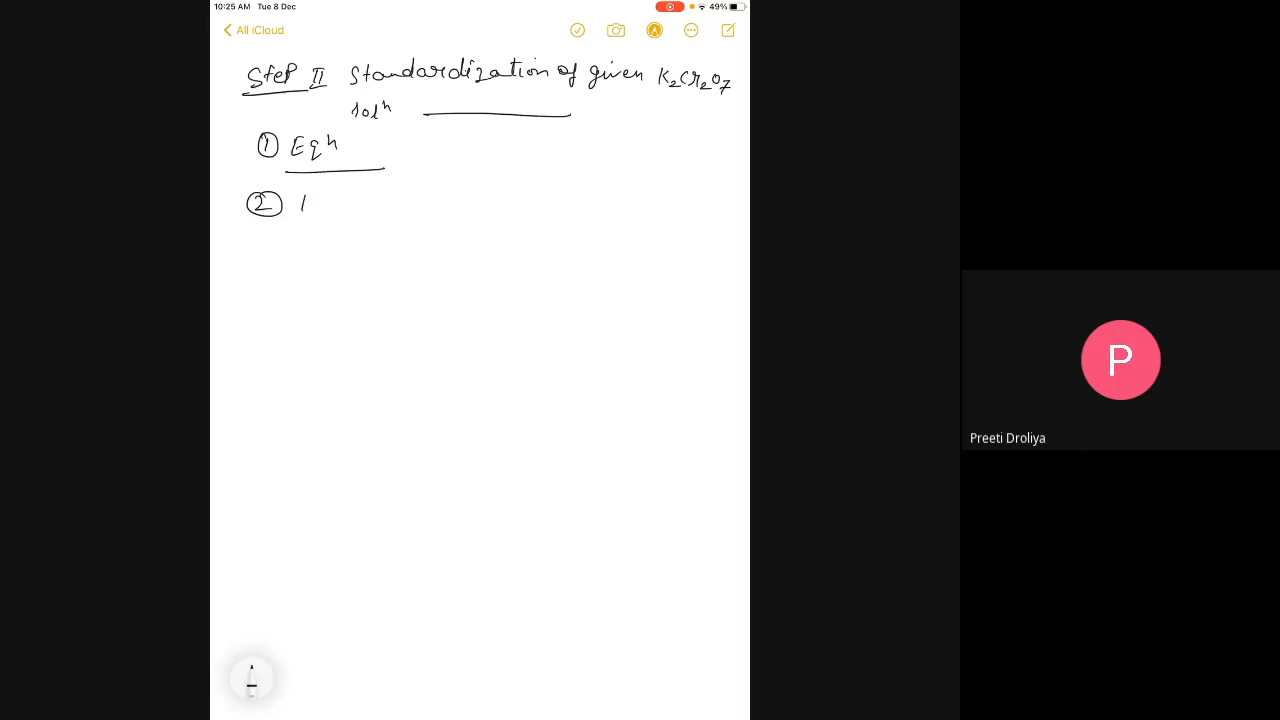 10:25 AM Tue 8 Dec
49%
All iCloud
Step II Standardization of given K2Cr2O7
solⁿ
① Eqⁿ
②
P
Preeti Droliya